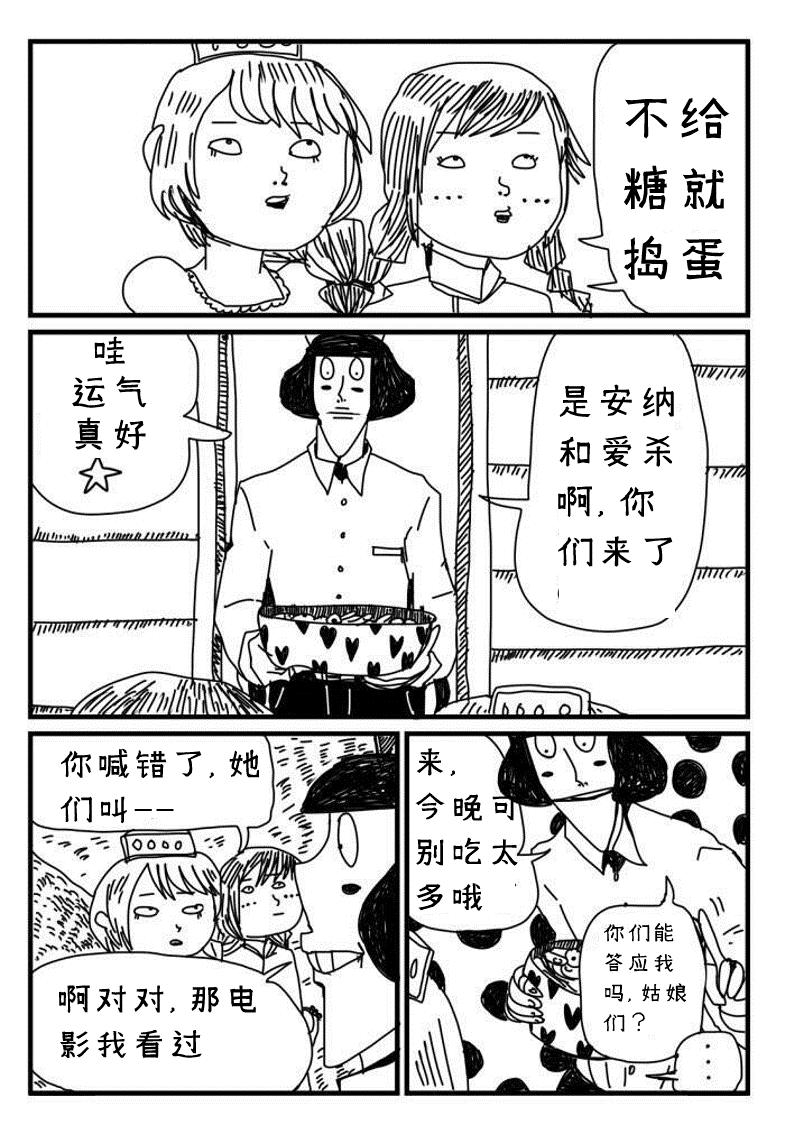 不给
糖就
捣蛋
哇
运气
真好
☆
是安纳
和爱杀
啊,你
们来了
你喊错了,她
们叫——
啊对对,那电
影我看过
来,
今晚可
别吃太
多哦
你们能
答应我
吗,姑娘
们?
...